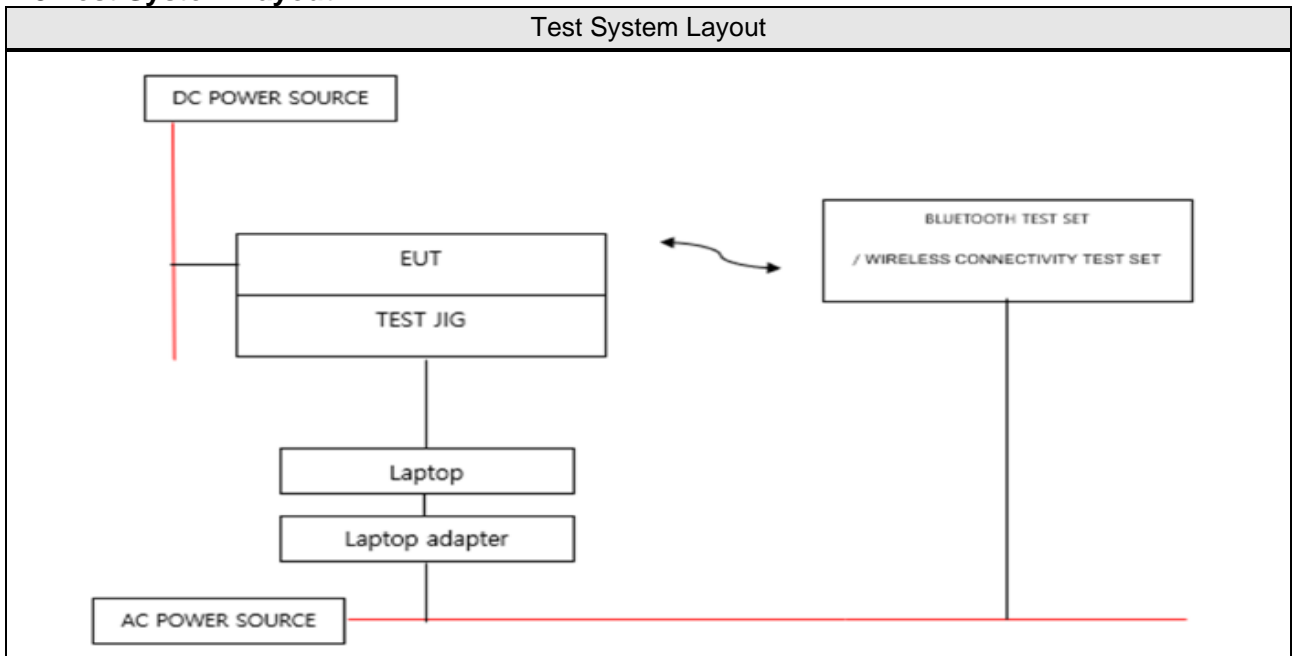 Test System Layout
DC POWER SOURCE
EUT
TEST JIG
BLUETOOTH TEST SET
/ WIRELESS CONNECTIVITY TEST SET
Laptop
Laptop adapter
AC POWER SOURCE